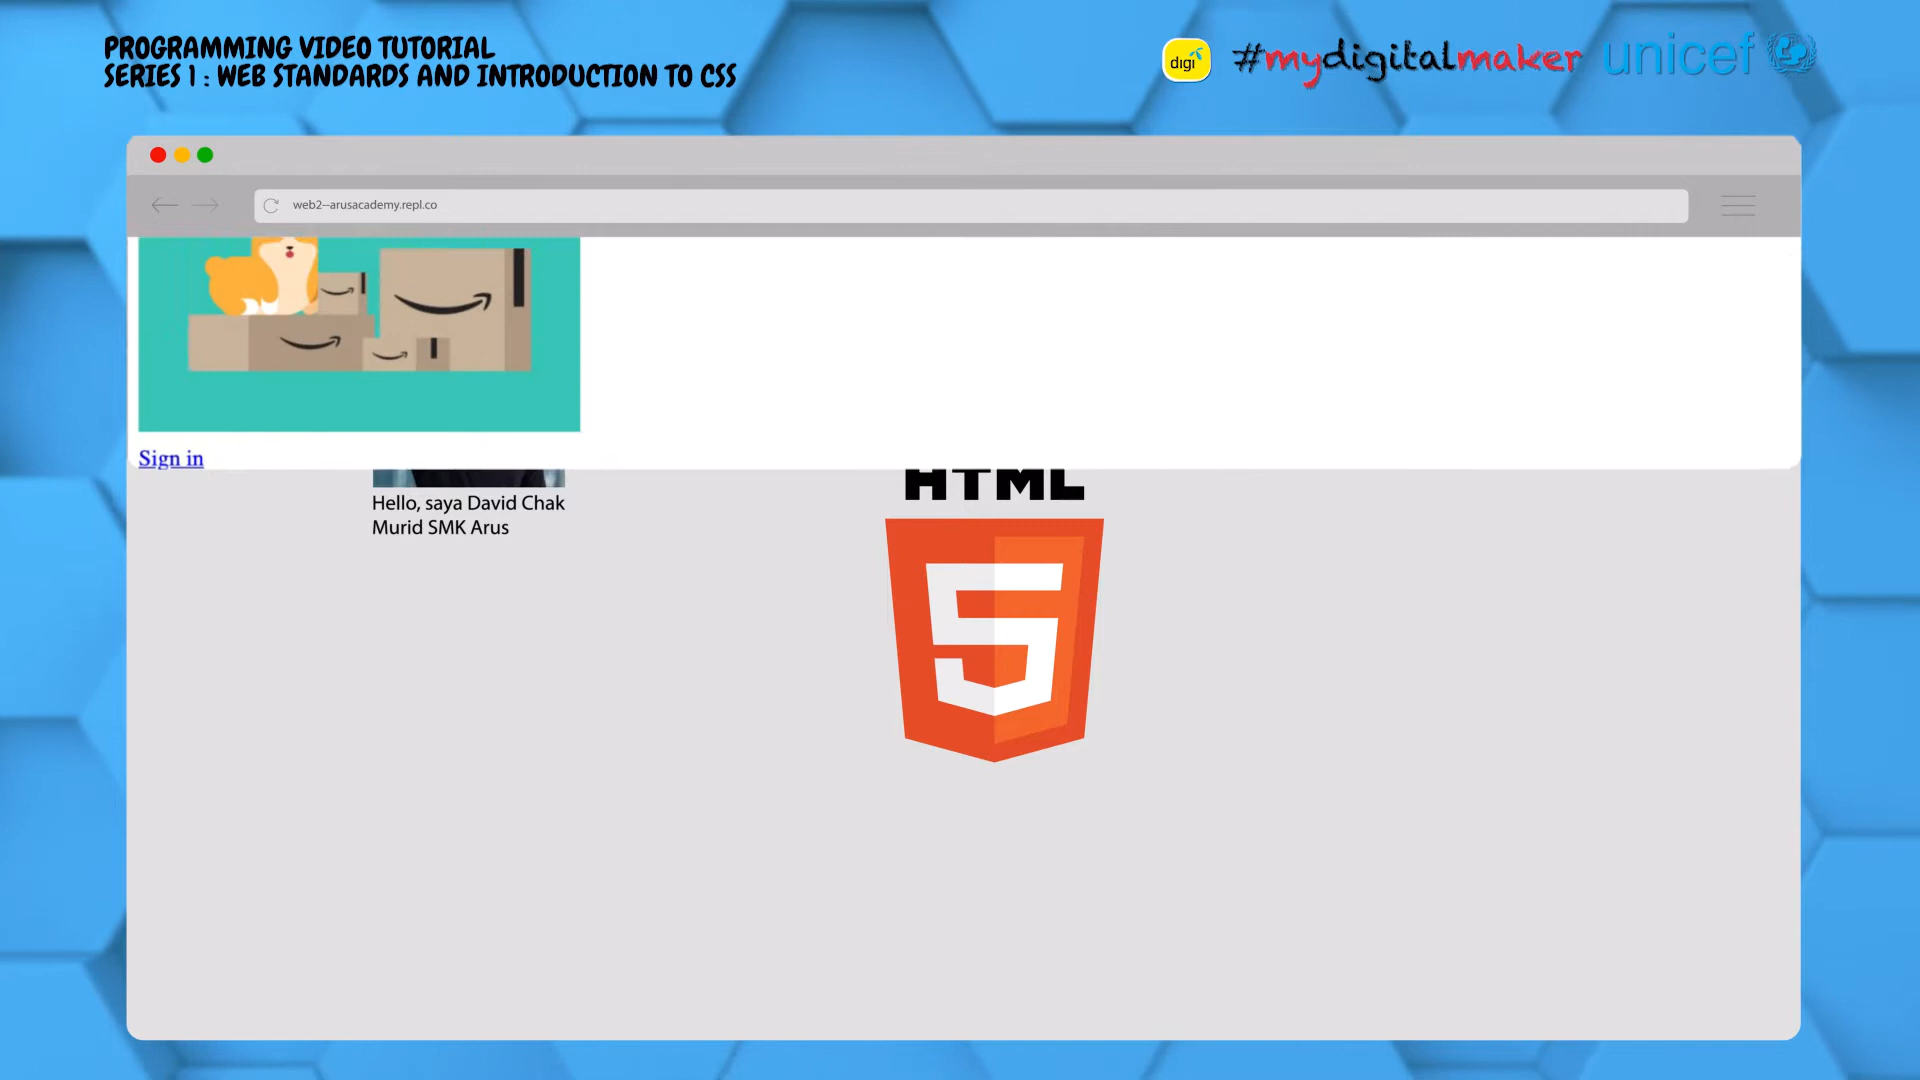 PROGRAMMING VIDEO TUTORIAL
SERIES 1 : WEB STANDARDS AND INTRODUCTION TO CSS
digi
#mydigitalmaker
unicef
web2--arusacademy.repl.co
Sign in
HTML
Hello, saya David Chak
Murid SMK Arus
5